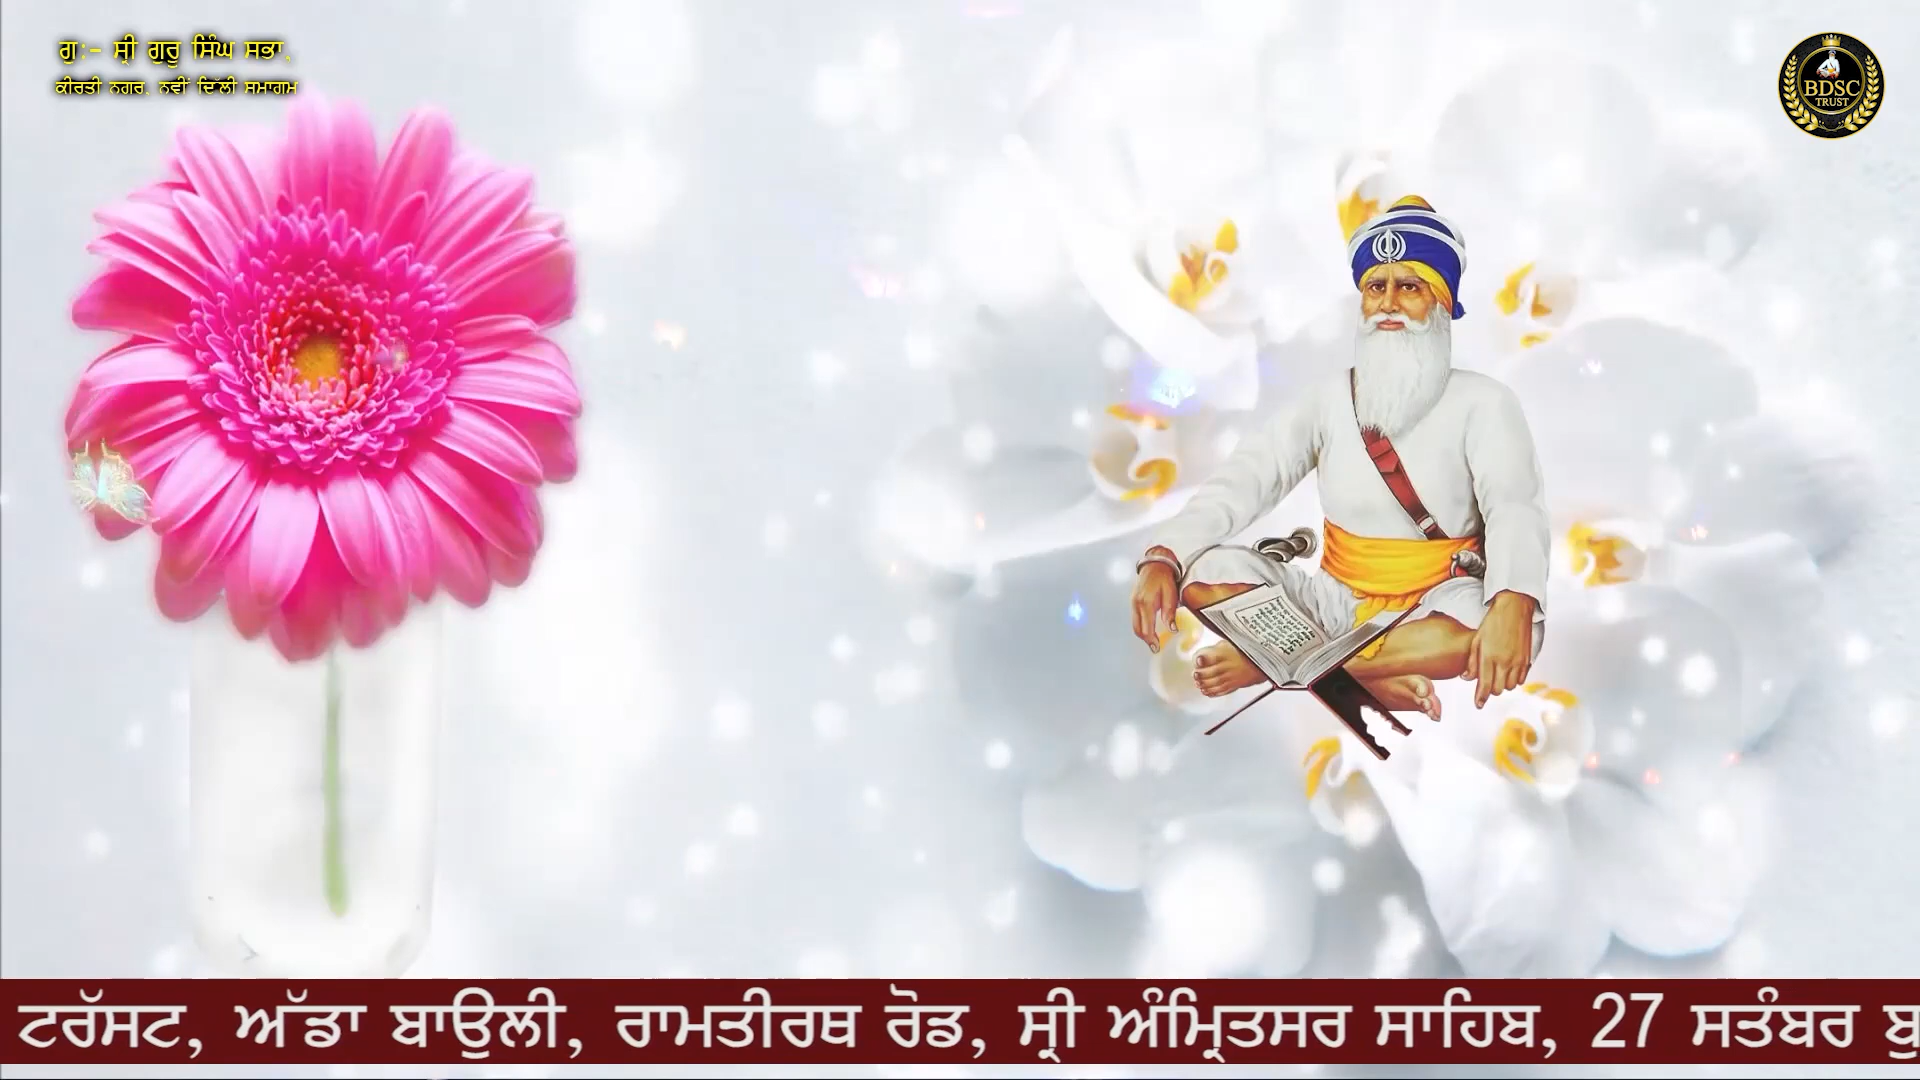 ਗੁ:- ਸ੍ਰੀ ਗੁਰੂ ਸਿੰਘ ਸਭਾ,
ਕੀਰਤੀ ਨਗਰ, ਨਵੀਂ ਦਿੱਲੀ ਸਮਾਗਮ
BDSC
TRUST
ਟਰੱਸਟ, ਅੱਡਾ ਬਾਉਲੀ, ਰਾਮਤੀਰਥ ਰੋਡ, ਸ੍ਰੀ ਅੰਮ੍ਰਿਤਸਰ ਸਾਹਿਬ, 27 ਸਤੰਬਰ ਬੁ